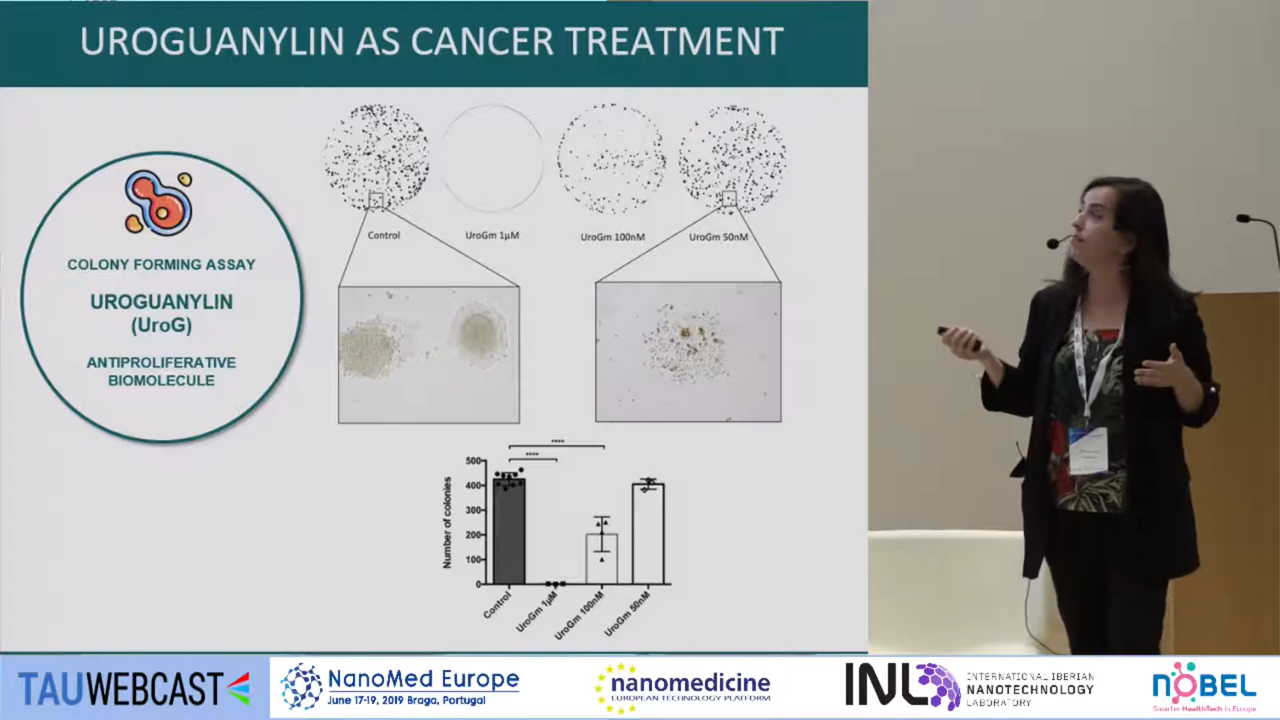 UROGUANYLIN AS CANCER TREATMENT
COLONY FORMING ASSAY
UROGUANYLIN
(UroG)
ANTIPROLIFERATIVE
BIOMOLECULE
Control
UroGm 1µM
UroGm 100nM
UroGm 50nM
****
****
Number of colonies
500
400
300
200
100
0
Control
UroGm 1µM
UroGm 100nM
UroGm 50nM
TAUWEBCAST
NanoMed Europe
June 17-19, 2019 Braga, Portugal
nanomedicine
EUROPEAN TECHNOLOGY PLATFORM
INL
INTERNATIONAL IBERIAN
NANOTECHNOLOGY
LABORATORY
NOBEL
Smarter HealthTech in Europe